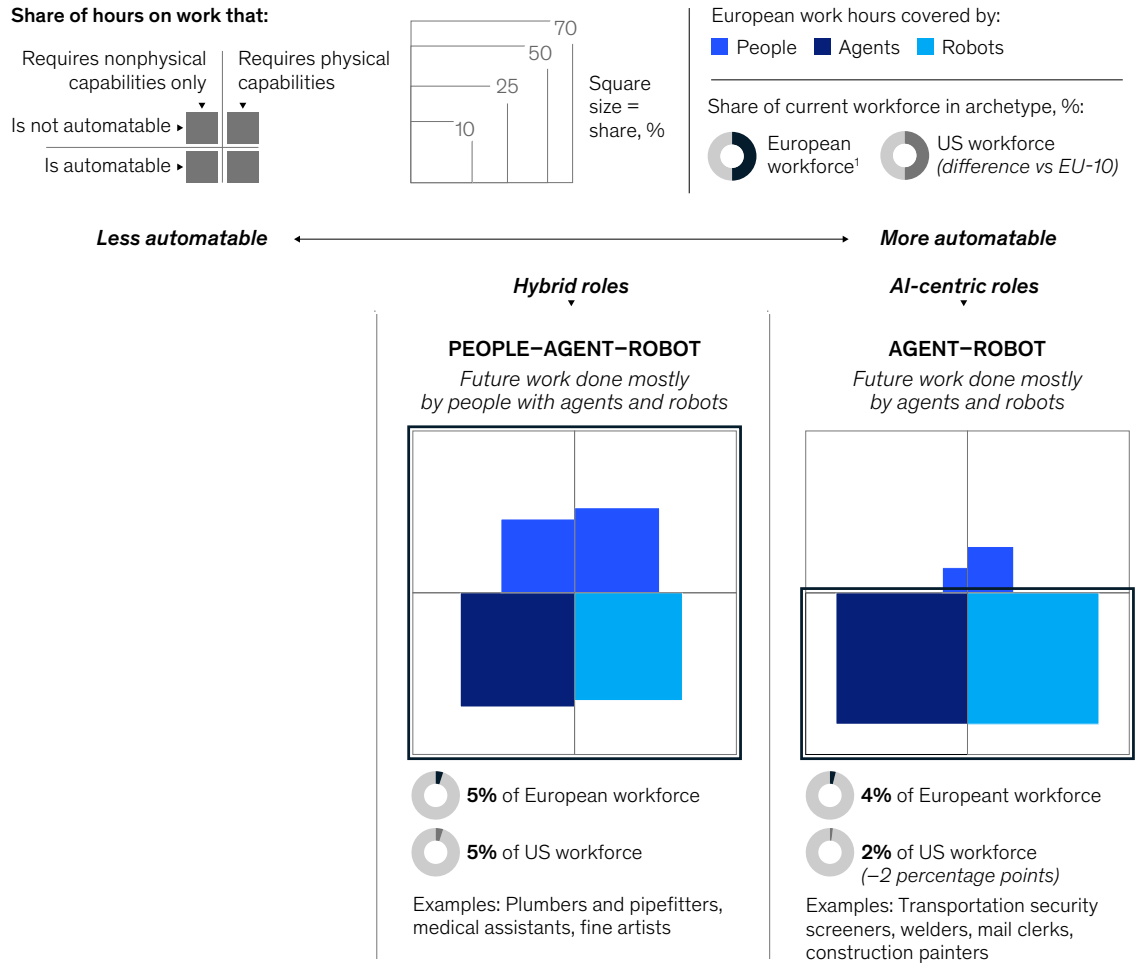 Share of hours on work that:
Requires nonphysical
capabilities only
Requires physical
capabilities
Is not automatable
Is automatable
70
50
25
10
Square
size =
share, %
European work hours covered by:
People
Agents
Robots
Share of current workforce in archetype, %:
European
workforce¹
US workforce
(difference vs EU-10)
Less automatable
More automatable
Hybrid roles
PEOPLE–AGENT–ROBOT
Future work done mostly
by people with agents and robots
5% of European workforce
5% of US workforce
Examples: Plumbers and pipefitters,
medical assistants, fine artists
AI-centric roles
AGENT–ROBOT
Future work done mostly
by agents and robots
4% of Europeant workforce
2% of US workforce
(–2 percentage points)
Examples: Transportation security
screeners, welders, mail clerks,
construction painters